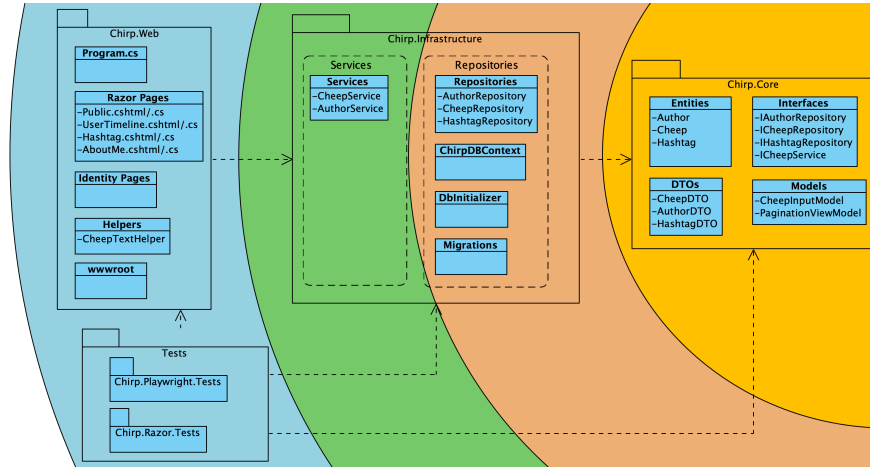 Chirp.Web
Program.cs
Razor Pages
-Public.cshtml/.cs
-UserTimeline.cshtml/.cs
-Hashtag.cshtml/.cs
-AboutMe.cshtml/.cs
Identity Pages
Helpers
-CheepTextHelper
wwwroot
Chirp.Infrastructure
Services
Services
-CheepService
-AuthorService
Repositories
Repositories
-AuthorRepository
-CheepRepository
-HashtagRepository
ChirpDBContext
DbInitializer
Migrations
Chirp.Core
Entities
-Author
-Cheep
-Hashtag
Interfaces
-IAuthorRepository
-ICheepRepository
-IHashtagRepository
-ICheepService
DTOs
-CheepDTO
-AuthorDTO
-HashtagDTO
Models
-CheepInputModel
-PaginationViewModel
Tests
Chirp.Playwright.Tests
Chirp.Razor.Tests